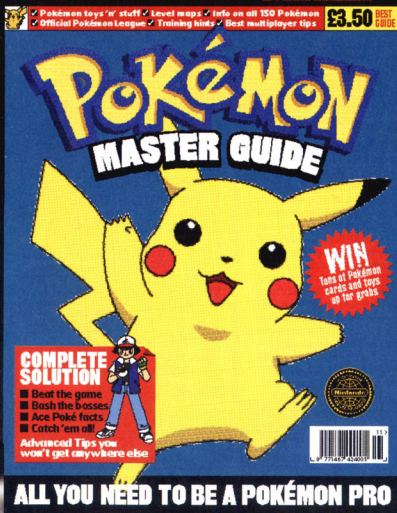 ✓ Pokémon toys 'n' stuff ✓ Level maps ✓ Info on all 150 Pokémon
✓ Official Pokémon League ✓ Training hints ✓ Best multiplayer tips
£3.50 BEST GUIDE
POKéMON
MASTER GUIDE
WIN
Tons of Pokémon
cards and toys
up for grabs
COMPLETE
SOLUTION
■ Beat the game
■ Bash the bosses
■ Ace Poké facts
■ Catch 'em all!
Advanced Tips you
won't get anywhere else
Nintendo
11>
ALL YOU NEED TO BE A POKÉMON PRO